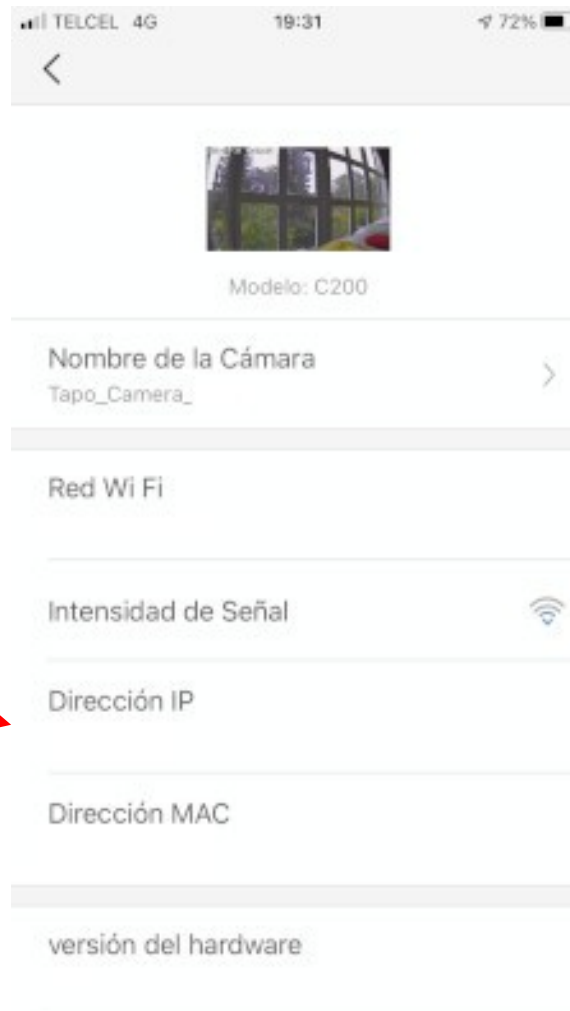 TELCEL 4G 19:31 72%
Modelo: C200
Nombre de la Cámara
Tapo_Camera_
Red Wi Fi
Intensidad de Señal
Dirección IP
Dirección MAC
versión del hardware